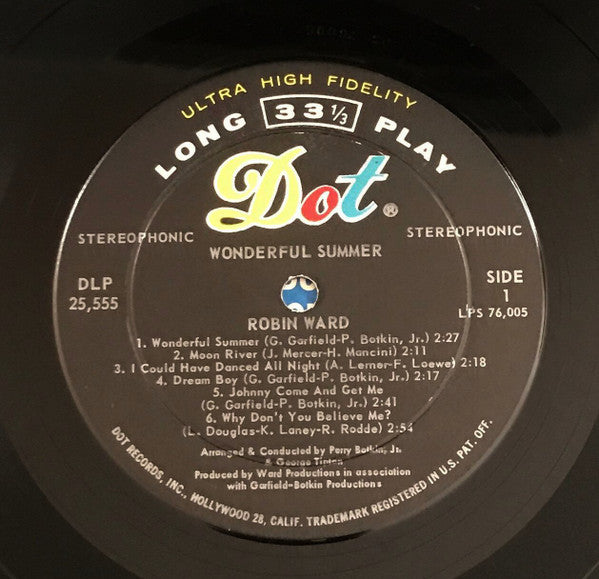 ULTRA HIGH FIDELITY
LONG 33 1/3 PLAY
Dot®
STEREOPHONIC STEREOPHONIC
WONDERFUL SUMMER
DLP
25,555
SIDE
1
LPS 76,005
ROBIN WARD
1. Wonderful Summer (G. Garfield-P. Botkin, Jr.) 2:27
2. Moon River (J. Mercer-H. Mancini) 2:11
3. I Could Have Danced All Night (A. Lerner-F. Loewe) 2:18
4. Dream Boy (G. Garfield-P. Botkin, Jr.) 2:17
5. Johnny Come And Get Me
(G. Garfield-P. Botkin, Jr.) 2:41
6. Why Don't You Believe Me?
(L. Douglas-K. Laney-R. Rodde) 2:54
Arranged & Conducted by Perry Botkin, Jr.
& George Tipton
Produced by Ward Productions in association
with Garfield-Botkin Productions
DOT RECORDS, INC., HOLLYWOOD 28, CALIF. TRADEMARK REGISTERED IN U.S. PAT. OFF.